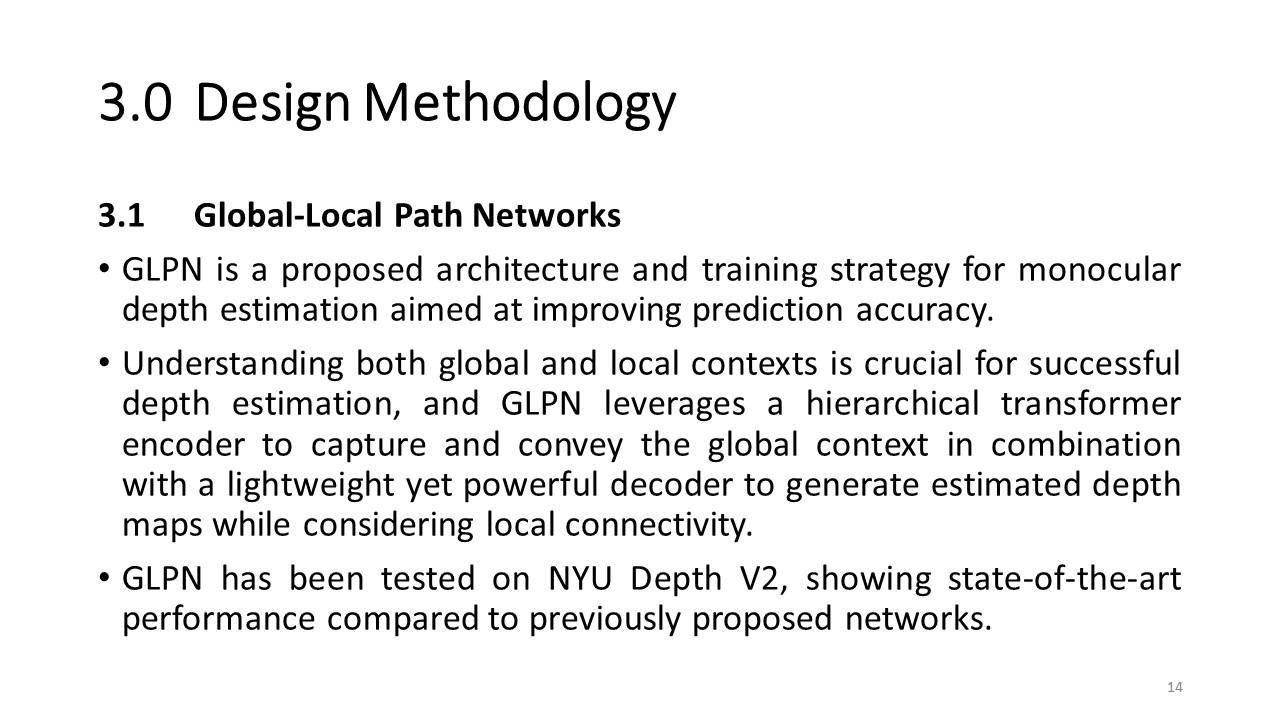 3.0 Design Methodology
3.1 Global-Local Path Networks
• GLPN is a proposed architecture and training strategy for monocular
depth estimation aimed at improving prediction accuracy.
• Understanding both global and local contexts is crucial for successful
depth estimation, and GLPN leverages a hierarchical transformer
encoder to capture and convey the global context in combination
with a lightweight yet powerful decoder to generate estimated depth
maps while considering local connectivity.
• GLPN has been tested on NYU Depth V2, showing state-of-the-art
performance compared to previously proposed networks.
14